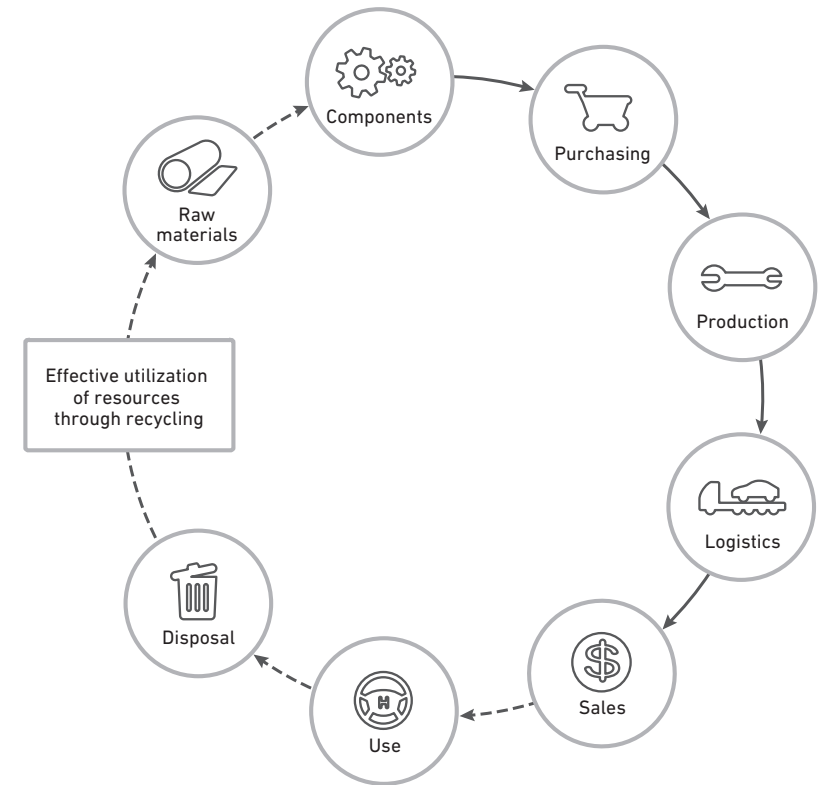 Components
Purchasing
Production
Logistics
Sales
Use
H
Disposal
Effective utilization
of resources
through recycling
Raw
materials
$